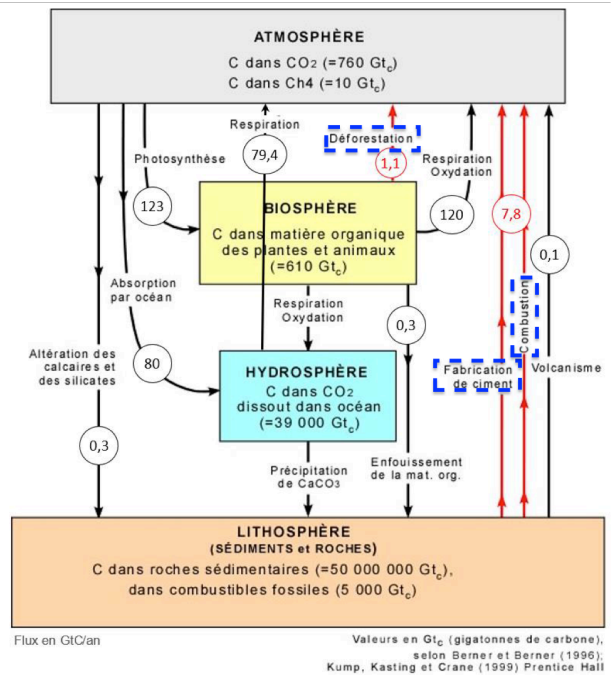 ATMOSPHÈRE
C dans CO2 (=760 Gtc)
C dans Ch4 (=10 Gtc)
Respiration
Déforestation
Photosynthèse
79,4
1,1
Respiration
Oxydation
123
BIOSPHÈRE
C dans matière organique
des plantes et animaux
(=610 Gtc)
120
7,8
0,1
Absorption
par océan
Respiration
Oxydation
0,3
Combustion
Altération des
calcaires et
des silicates
80
HYDROSPHÈRE
C dans CO2
dissout dans océan
(=39 000 Gtc)
Fabrication
de ciment
Volcanisme
0,3
Précipitation
de CaCO3
Enfouissement
de la mat. org.
LITHOSPHÈRE
(SÉDIMENTS et ROCHES)
C dans roches sédimentaires (=50 000 000 Gtc),
dans combustibles fossiles (5 000 Gtc)
Flux en GtC/an
Valeurs en Gtc (gigatonnes de carbone),
selon Berner et Berner (1996);
Kump, Kasting et Crane (1999) Prentice Hall